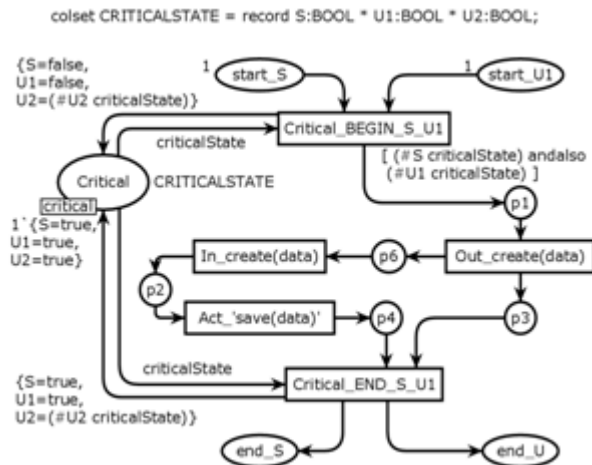 colset CRITICALSTATE = record S:BOOL * U1:BOOL * U2:BOOL;
{S=false,
U1=false,
U2=(#U2 criticalState)}
1
start_S
1
start_U1
Critical_BEGIN_S_U1
criticalState
[ (#S criticalState) andalso
(#U1 criticalState) ]
Critical
CRITICALSTATE
critical
1`{S=true,
U1=true,
U2=true}
p1
In_create(data)
p6
Out_create(data)
p2
Act_'save(data)'
p4
p3
criticalState
Critical_END_S_U1
{S=true,
U1=true,
U2=(#U2 criticalState)}
end_S
end_U